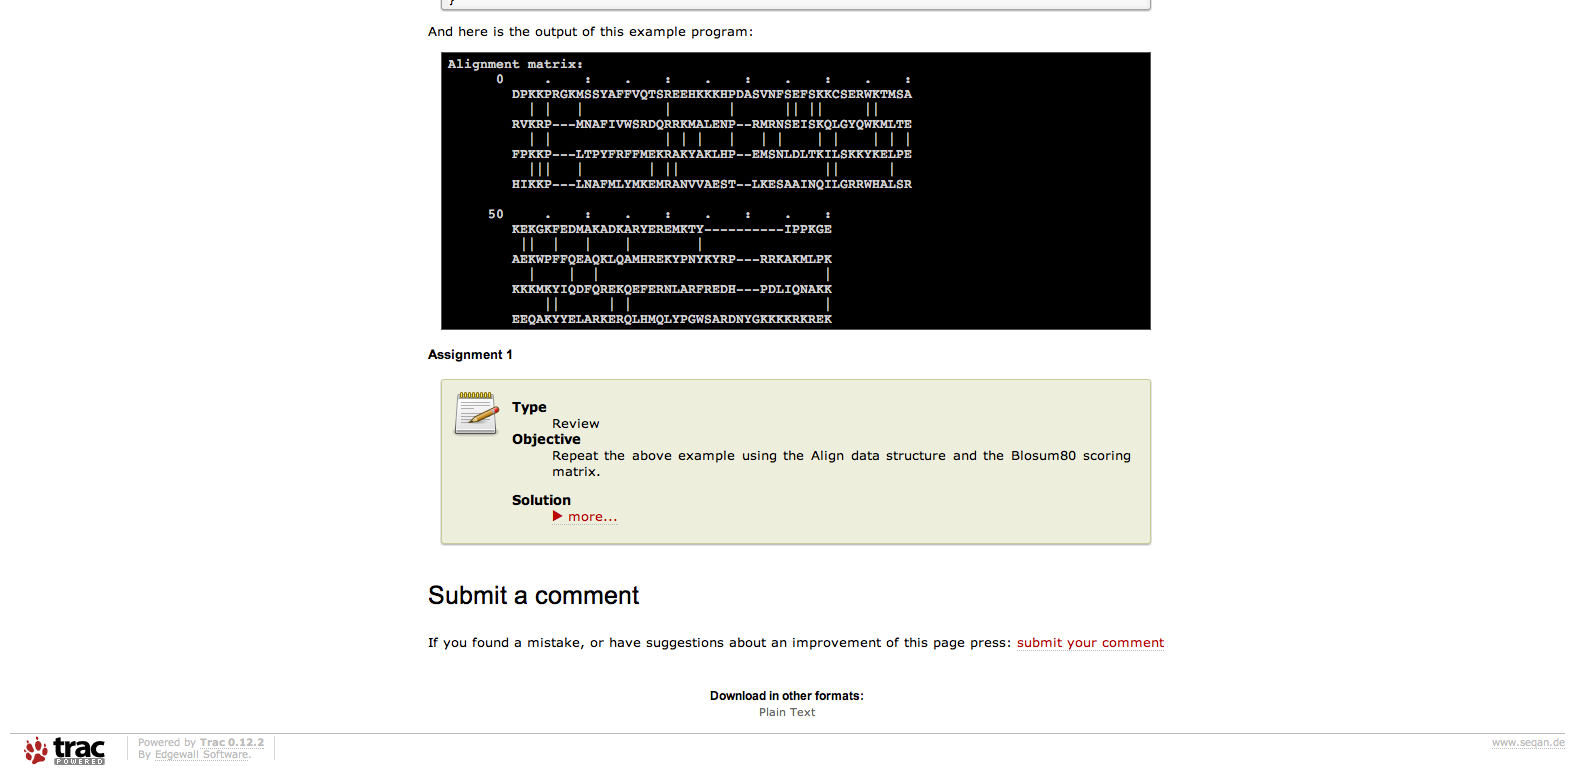 }
And here is the output of this example program:
Alignment matrix:
      0     .    :    .    :    .    :    .    :    .    :
        DPKKPRGKMSSYAFFVQTSREEHKKKHPDASVNFSEFSKKCSERWKTMSA
          | |   |          |       |      || ||     ||
        RVKRP---MNAFIVWSRDQRRKMALENP--RMRNSEISKQLGYQWKMLTE
          | |              | | |   |   | |    | |    | | |
        FPKKP---LTPYFRFFMEKRAKYAKLHP--EMSNLDLTKILSKKYKELPE
          |||   |        | ||                  ||      |
        HIKKP---LNAFMLYMKEMRANVVAEST--LKESAAINQILGRRWHALSR
     50     .    :    .    :    .    :    .    :
        KEKGKFEDMAKADKARYEREMKTY----------IPPKGE
         ||  |   |    |        |
        AEKWPFFQEAQKLQAMHREKYPNYKYRP---RRKAKMLPK
          |    |  |                            |
        KKKMKYIQDFQREKQEFERNLARFREDH---PDLIQNAKK
            ||      | |                        |
        EEQAKYYELARKERQLHMQLYPGWSARDNYGKKKKRKREK
Assignment 1
Type
Review
Objective
Repeat the above example using the Align data structure and the Blosum80 scoring
matrix.
Solution
▶ more...
Submit a comment
If you found a mistake, or have suggestions about an improvement of this page press: submit your comment
Download in other formats:
Plain Text
trac
POWERED
Powered by Trac 0.12.2
By Edgewall Software.
www.seqan.de